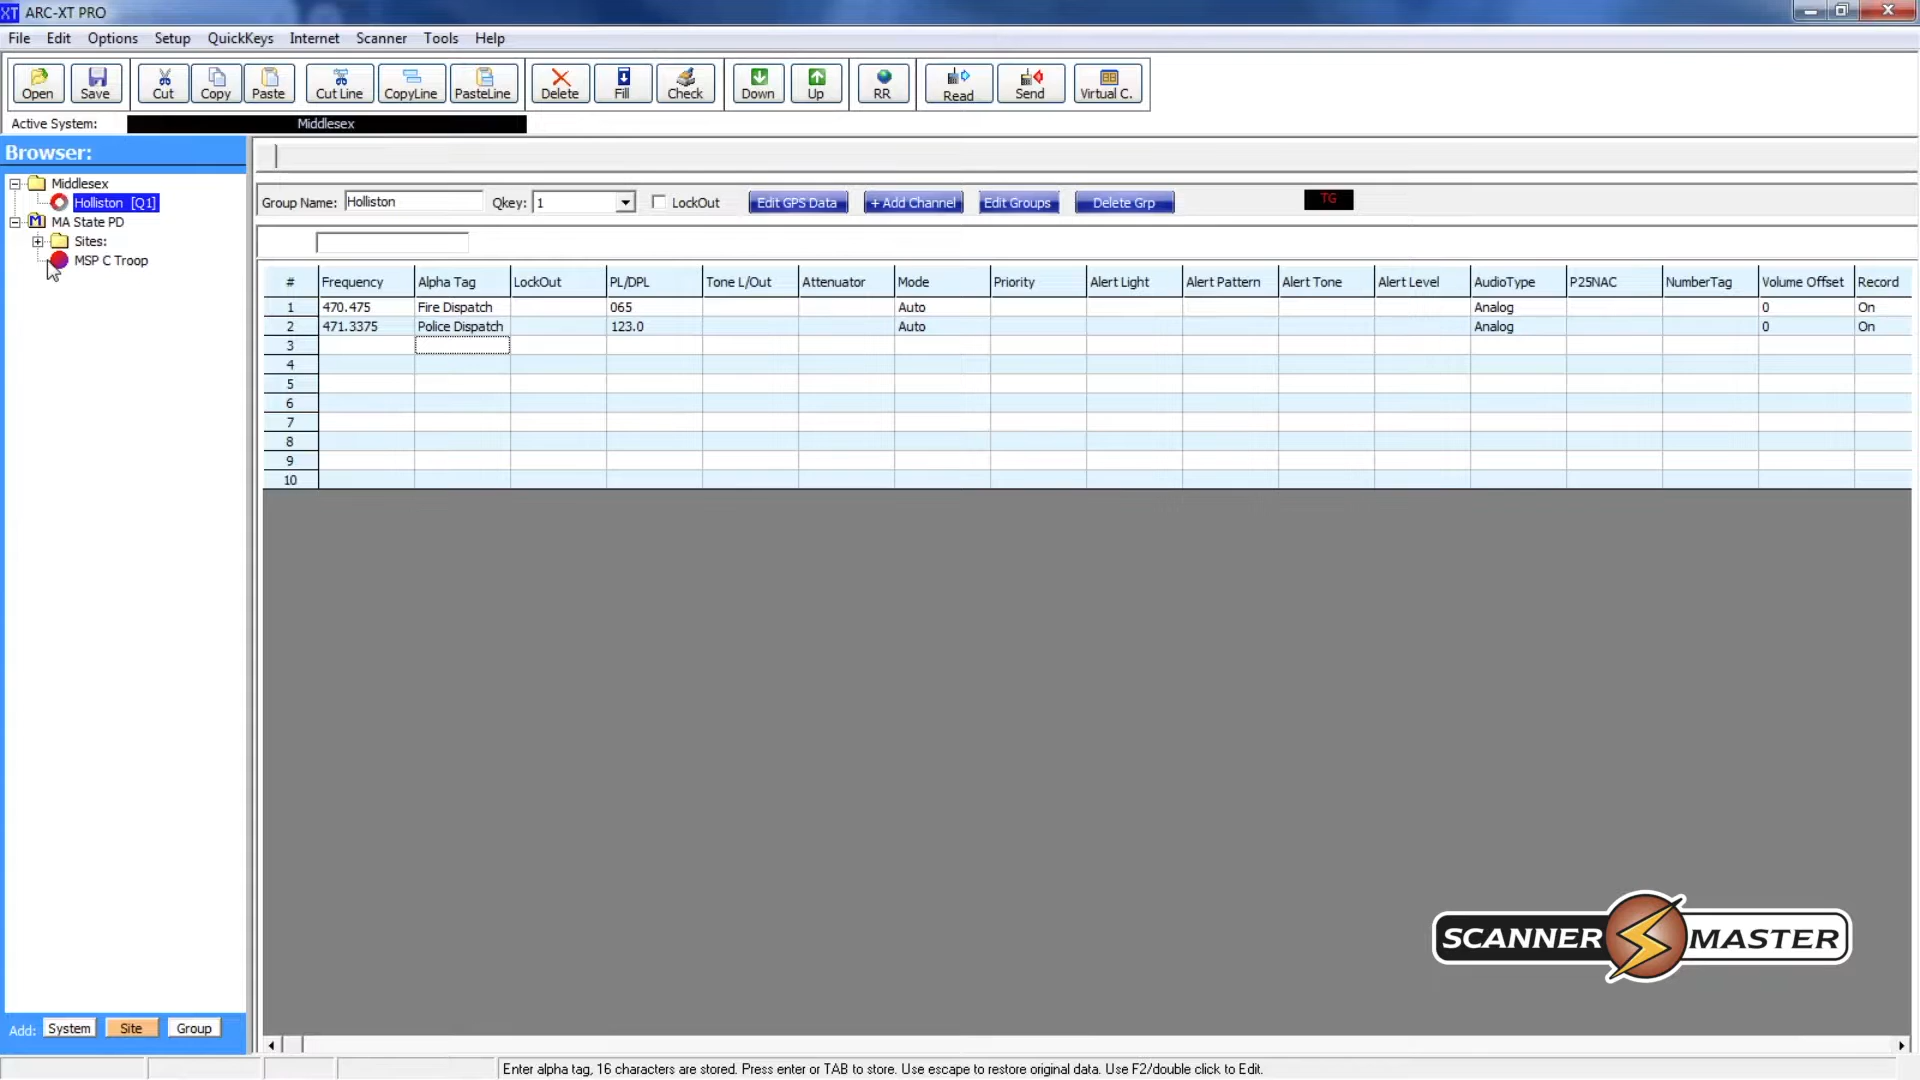 XT ARC-XT PRO
File Edit Options Setup QuickKeys Internet Scanner Tools Help
Open Save Cut Copy Paste Cut Line CopyLine PasteLine Delete Fill Check Down Up RR Read Send Virtual C.
Active System: Middlesex
Browser:
Middlesex
Holliston [Q1]
M MA State PD
Sites:
MSP C Troop
Group Name: Holliston Qkey: 1 LockOut Edit GPS Data + Add Channel Edit Groups Delete Grp TG
# Frequency Alpha Tag LockOut PL/DPL Tone L/Out Attenuator Mode Priority Alert Light Alert Pattern Alert Tone Alert Level AudioType P25NAC NumberTag Volume Offset Record
1 470.475 Fire Dispatch 065 Auto Analog 0 On
2 471.3375 Police Dispatch 123.0 Auto Analog 0 On
3
4
5
6
7
8
9
10
SCANNER MASTER
Add: System Site Group
Enter alpha tag, 16 characters are stored. Press enter or TAB to store. Use escape to restore original data. Use F2/double click to Edit.